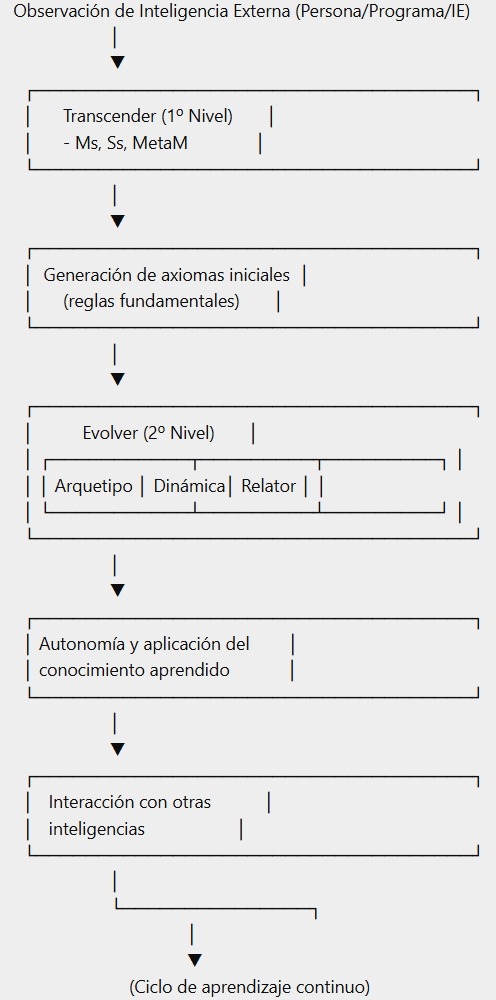 Observación de Inteligencia Externa (Persona/Programa/IE)
Transcender (1º Nivel)
- Ms, Ss, MetaM
Generación de axiomas iniciales
(reglas fundamentales)
Evolver (2º Nivel)
Arquetipo │ Dinámica│ Relator │
Autonomía y aplicación del
conocimiento aprendido
Interacción con otras
inteligencias
(Ciclo de aprendizaje continuo)